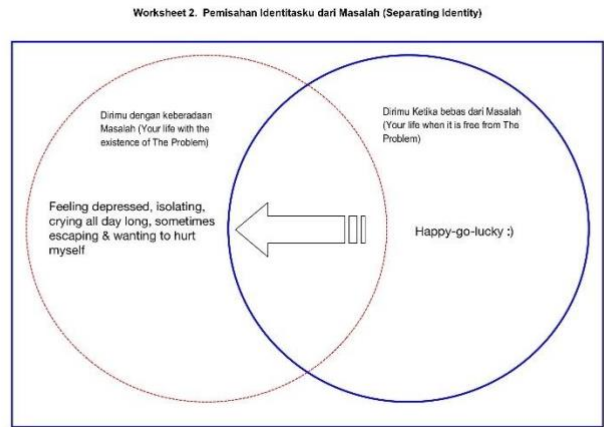 Worksheet 2. Pemisahan Identitasku dari Masalah (Separating Identity)
Dirimu dengan keberadaan
Masalah (Your life with the
existence of The Problem)
Feeling depressed, isolating,
crying all day long, sometimes
escaping & wanting to hurt
myself
Dirimu Ketika bebas dari Masalah
(Your life when it is free from The
Problem)
Happy-go-lucky :)